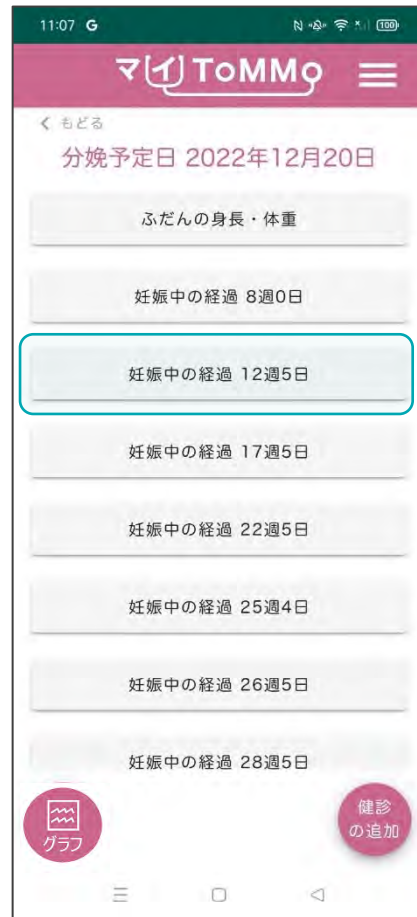 11:07 G 100
マイToMMo
もどる
分娩予定日 2022年12月20日
ふだんの身長・体重
妊娠中の経過 8週0日
妊娠中の経過 12週5日
妊娠中の経過 17週5日
妊娠中の経過 22週5日
妊娠中の経過 25週4日
妊娠中の経過 26週5日
妊娠中の経過 28週5日
グラフ
健診
の追加